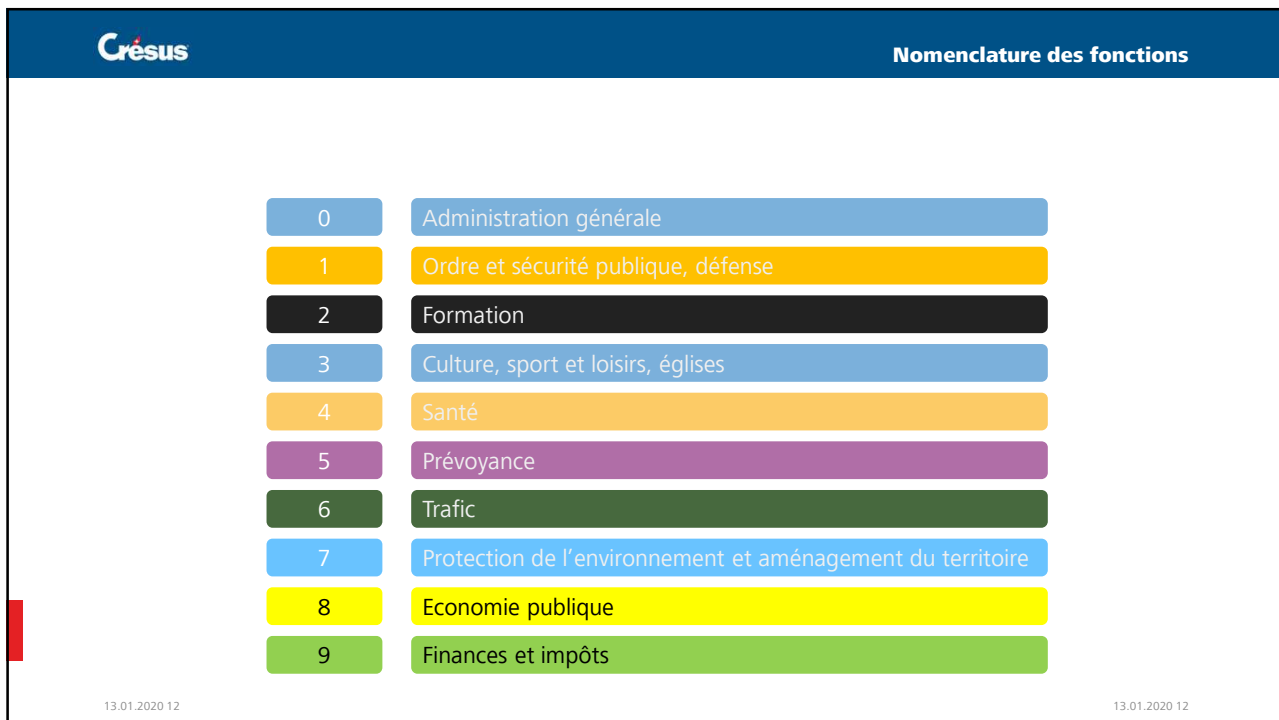 Crésus
Nomenclature des fonctions
0 Administration générale
1 Ordre et sécurité publique, défense
2 Formation
3 Culture, sport et loisirs, églises
4 Santé
5 Prévoyance
6 Trafic
7 Protection de l’environnement et aménagement du territoire
8 Economie publique
9 Finances et impôts
13.01.2020 12 13.01.2020 12